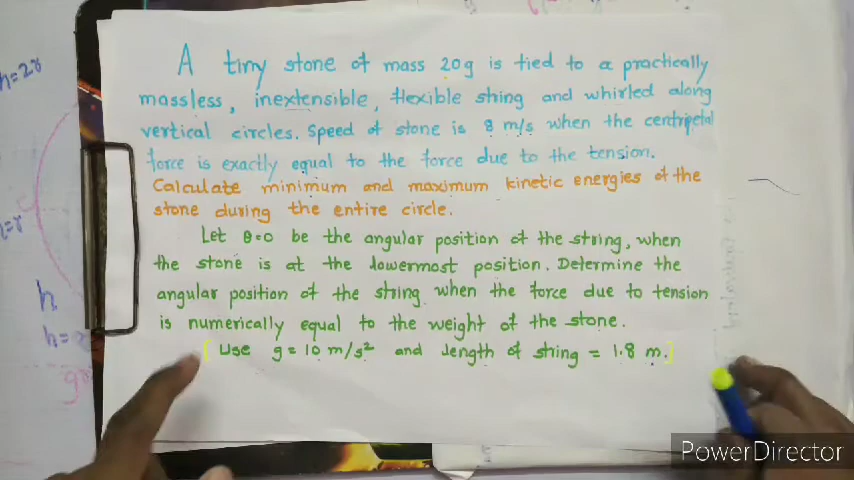 A tiny stone of mass 20g is tied to a practically
massless, inextensible, flexible string and whirled along
vertical circles. Speed of stone is 8 m/s when the centripetal
force is exactly equal to the force due to the tension.
Calculate minimum and maximum kinetic energies of the
stone during the entire circle.
Let θ=0 be the angular position of the string, when
the stone is at the lowermost position. Determine the
angular position of the string when the force due to tension
is numerically equal to the weight of the stone.
[Use g = 10 m/s² and length of string = 1.8 m.]
h=2r
h=r
h
PowerDirector